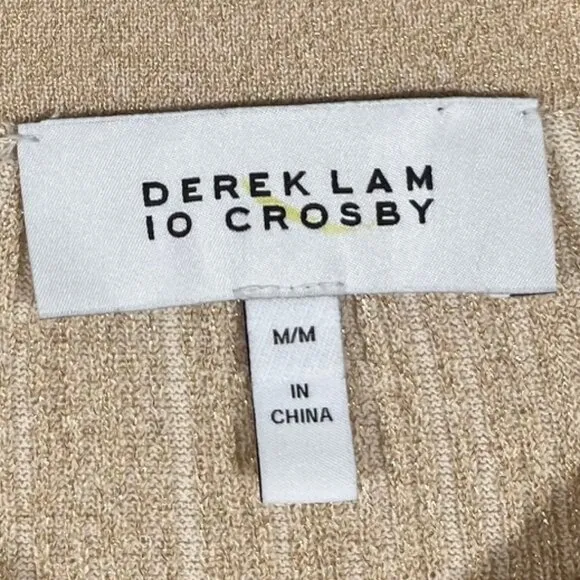 DEREK LAM
10 CROSBY
M/M
IN
CHINA